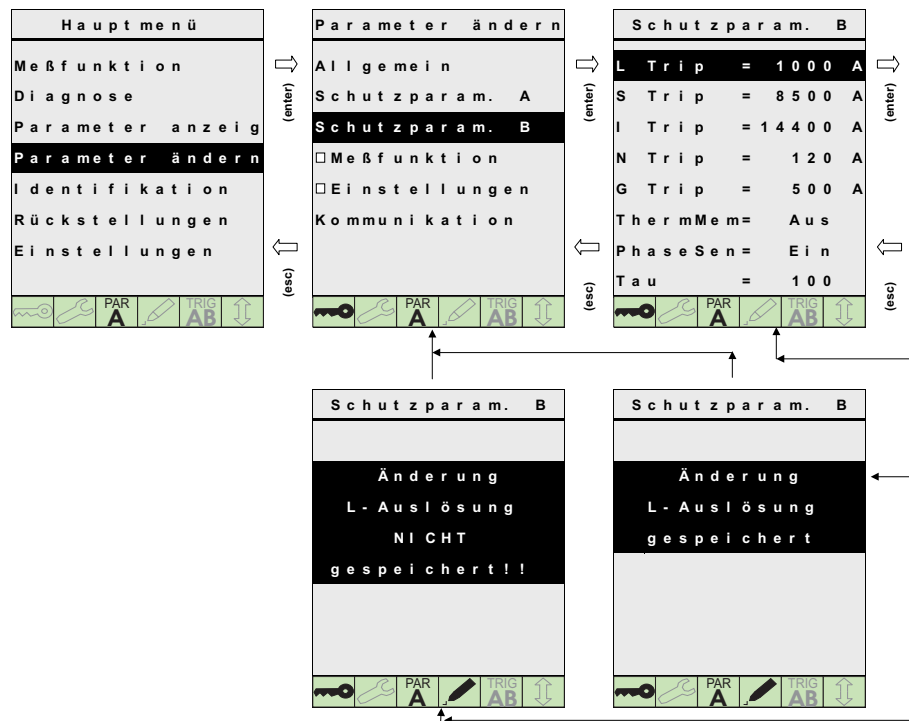 Hauptmenü
Meßfunktion
Diagnose
Parameter anzeig
Parameter ändern
Identifikation
Rückstellungen
Einstellungen
PAR
A
TRIG
AB
(enter)
(esc)
Parameter ändern
Allgemein
Schutzparam. A
Schutzparam. B
Meßfunktion
Einstellungen
Kommunikation
PAR
A
TRIG
AB
(enter)
(esc)
Schutzparam. B
L Trip = 1000 A
S Trip = 8500 A
I Trip =14400 A
N Trip = 120 A
G Trip = 500 A
ThermMem= Aus
PhaseSen= Ein
Tau = 100
PAR
A
TRIG
AB
(enter)
(esc)
Schutzparam. B
Änderung
L-Auslösung
NICHT
gespeichert!!
PAR
A
TRIG
AB
Schutzparam. B
Änderung
L-Auslösung
gespeichert
PAR
A
TRIG
AB